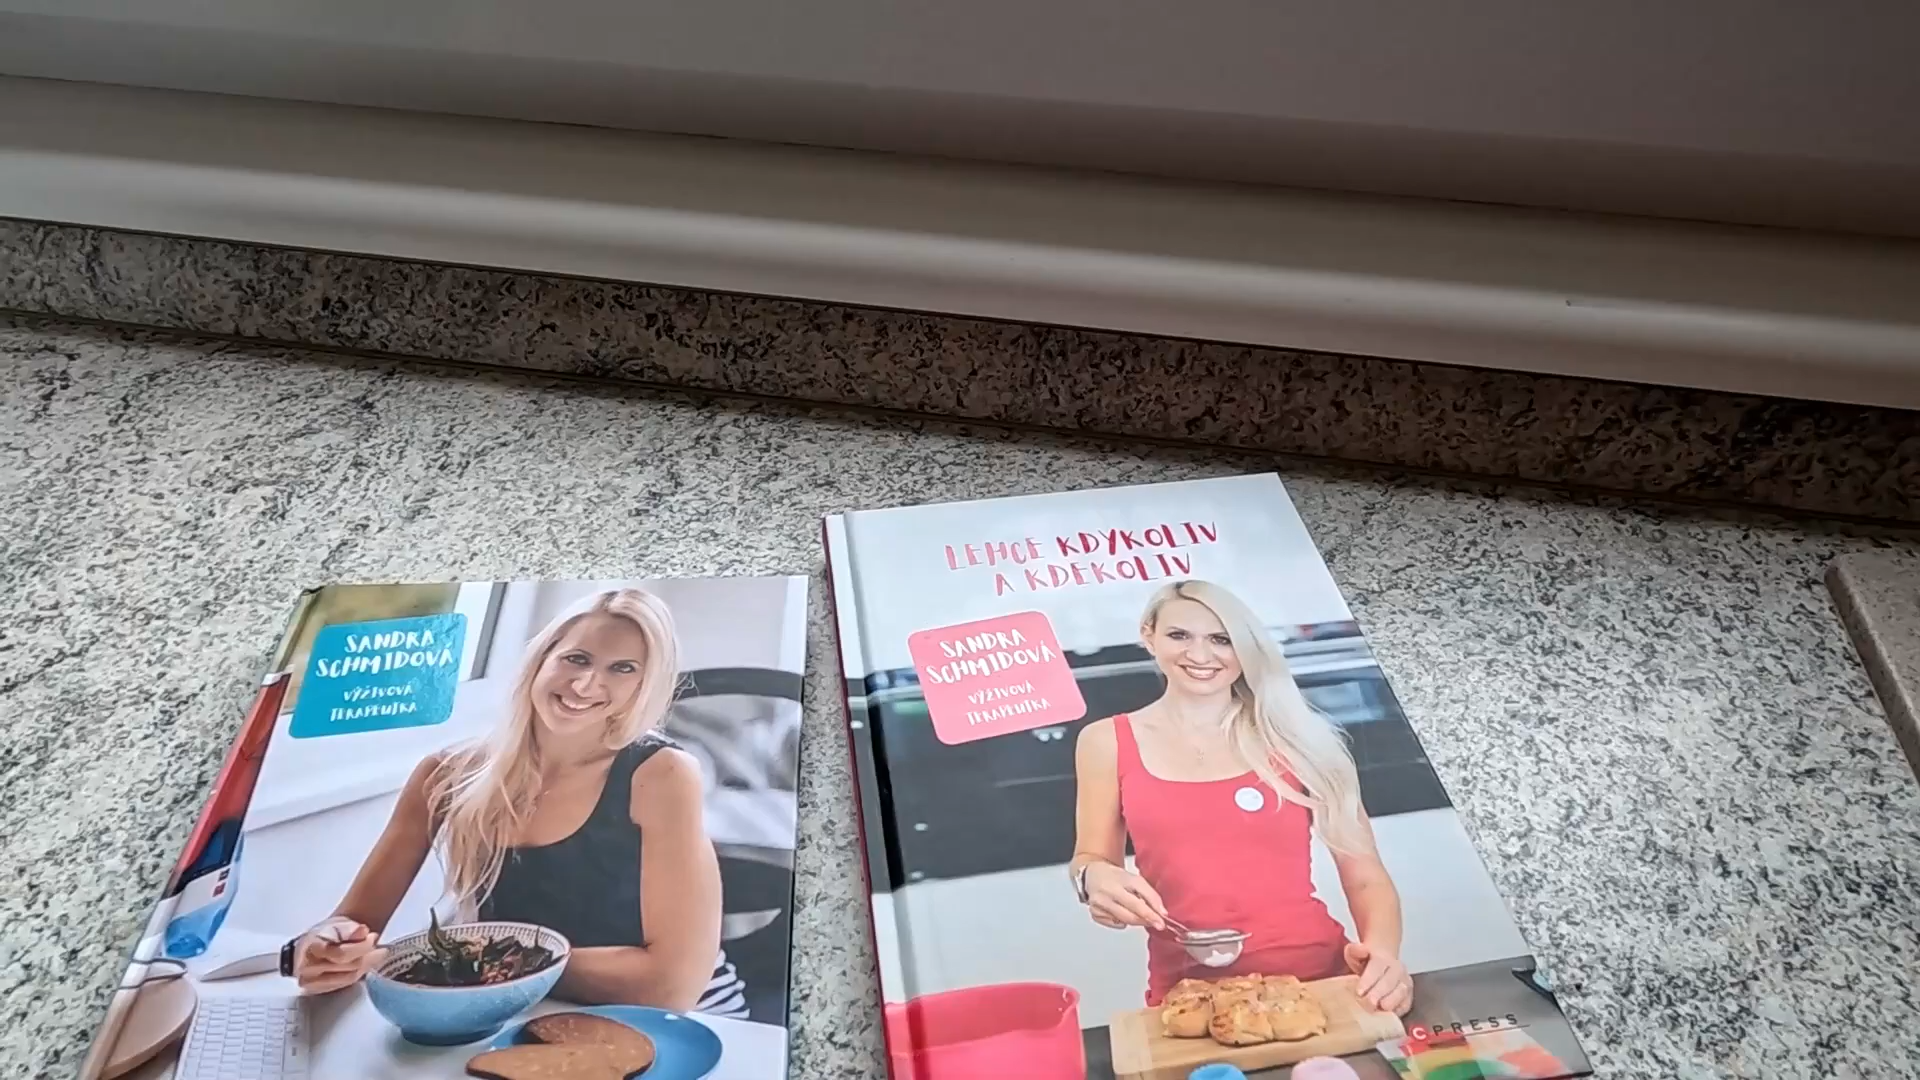 SANDRA
SCHMIDOVÁ
VÝŽIVOVÁ
TERAPEUTKA
LEHCE KDYKOLIV
A KDEKOLIV
SANDRA
SCHMIDOVÁ
VÝŽIVOVÁ
TERAPEUTKA
CPRESS